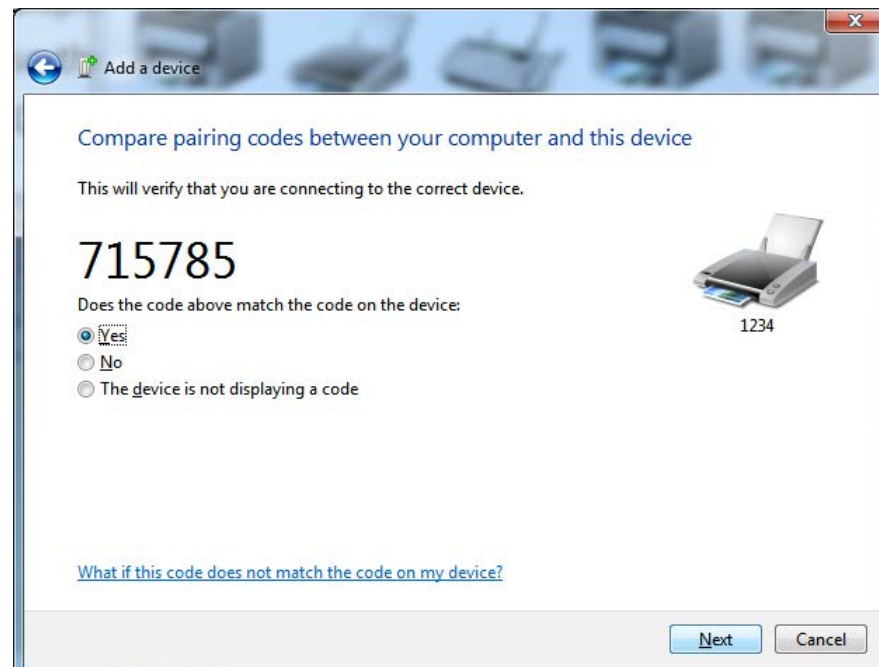 Add a device
Compare pairing codes between your computer and this device
This will verify that you are connecting to the correct device.
715785
Does the code above match the code on the device:
Yes
1234
No
The device is not displaying a code
What if this code does not match the code on my device?
Next Cancel